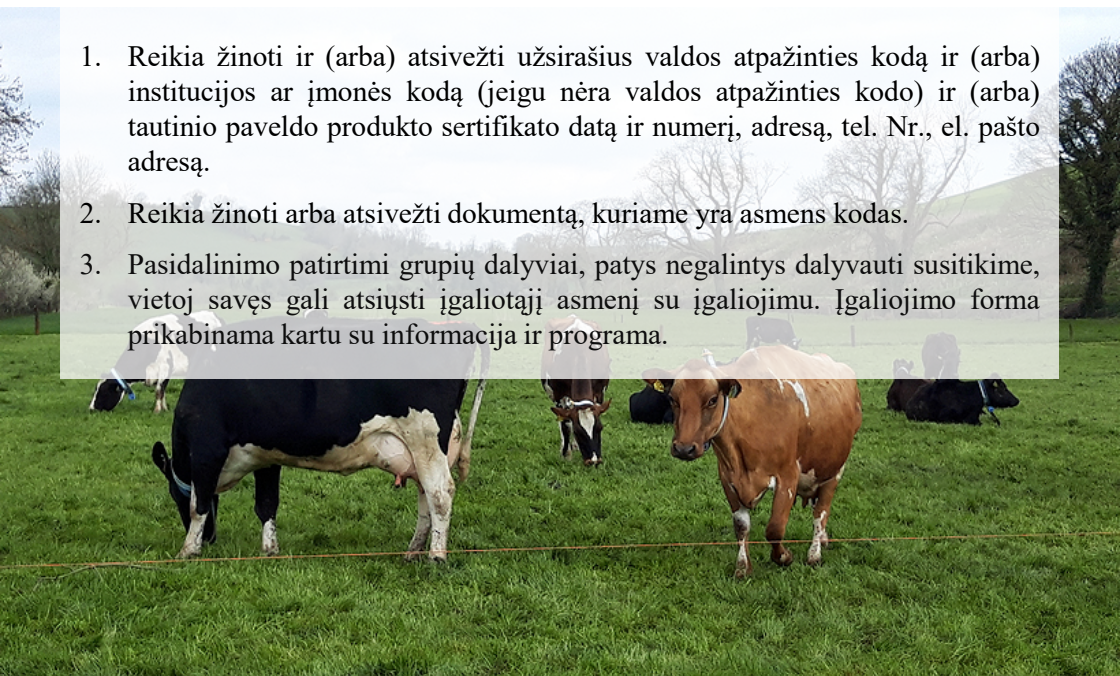 1. Reikia žinoti ir (arba) atsivežti užsirašius valdos atpažinties kodą ir (arba)
institucijos ar įmonės kodą (jeigu nėra valdos atpažinties kodo) ir (arba)
tautinio paveldo produkto sertifikato datą ir numerį, adresą, tel. Nr., el. pašto
adresą.
2. Reikia žinoti arba atsivežti dokumentą, kuriame yra asmens kodas.
3. Pasidalinimo patirtimi grupių dalyviai, patys negalintys dalyvauti susitikime,
vietoj savęs gali atsiųsti įgaliotąjį asmenį su įgaliojimu. Įgaliojimo forma
prikabinama kartu su informacija ir programa.